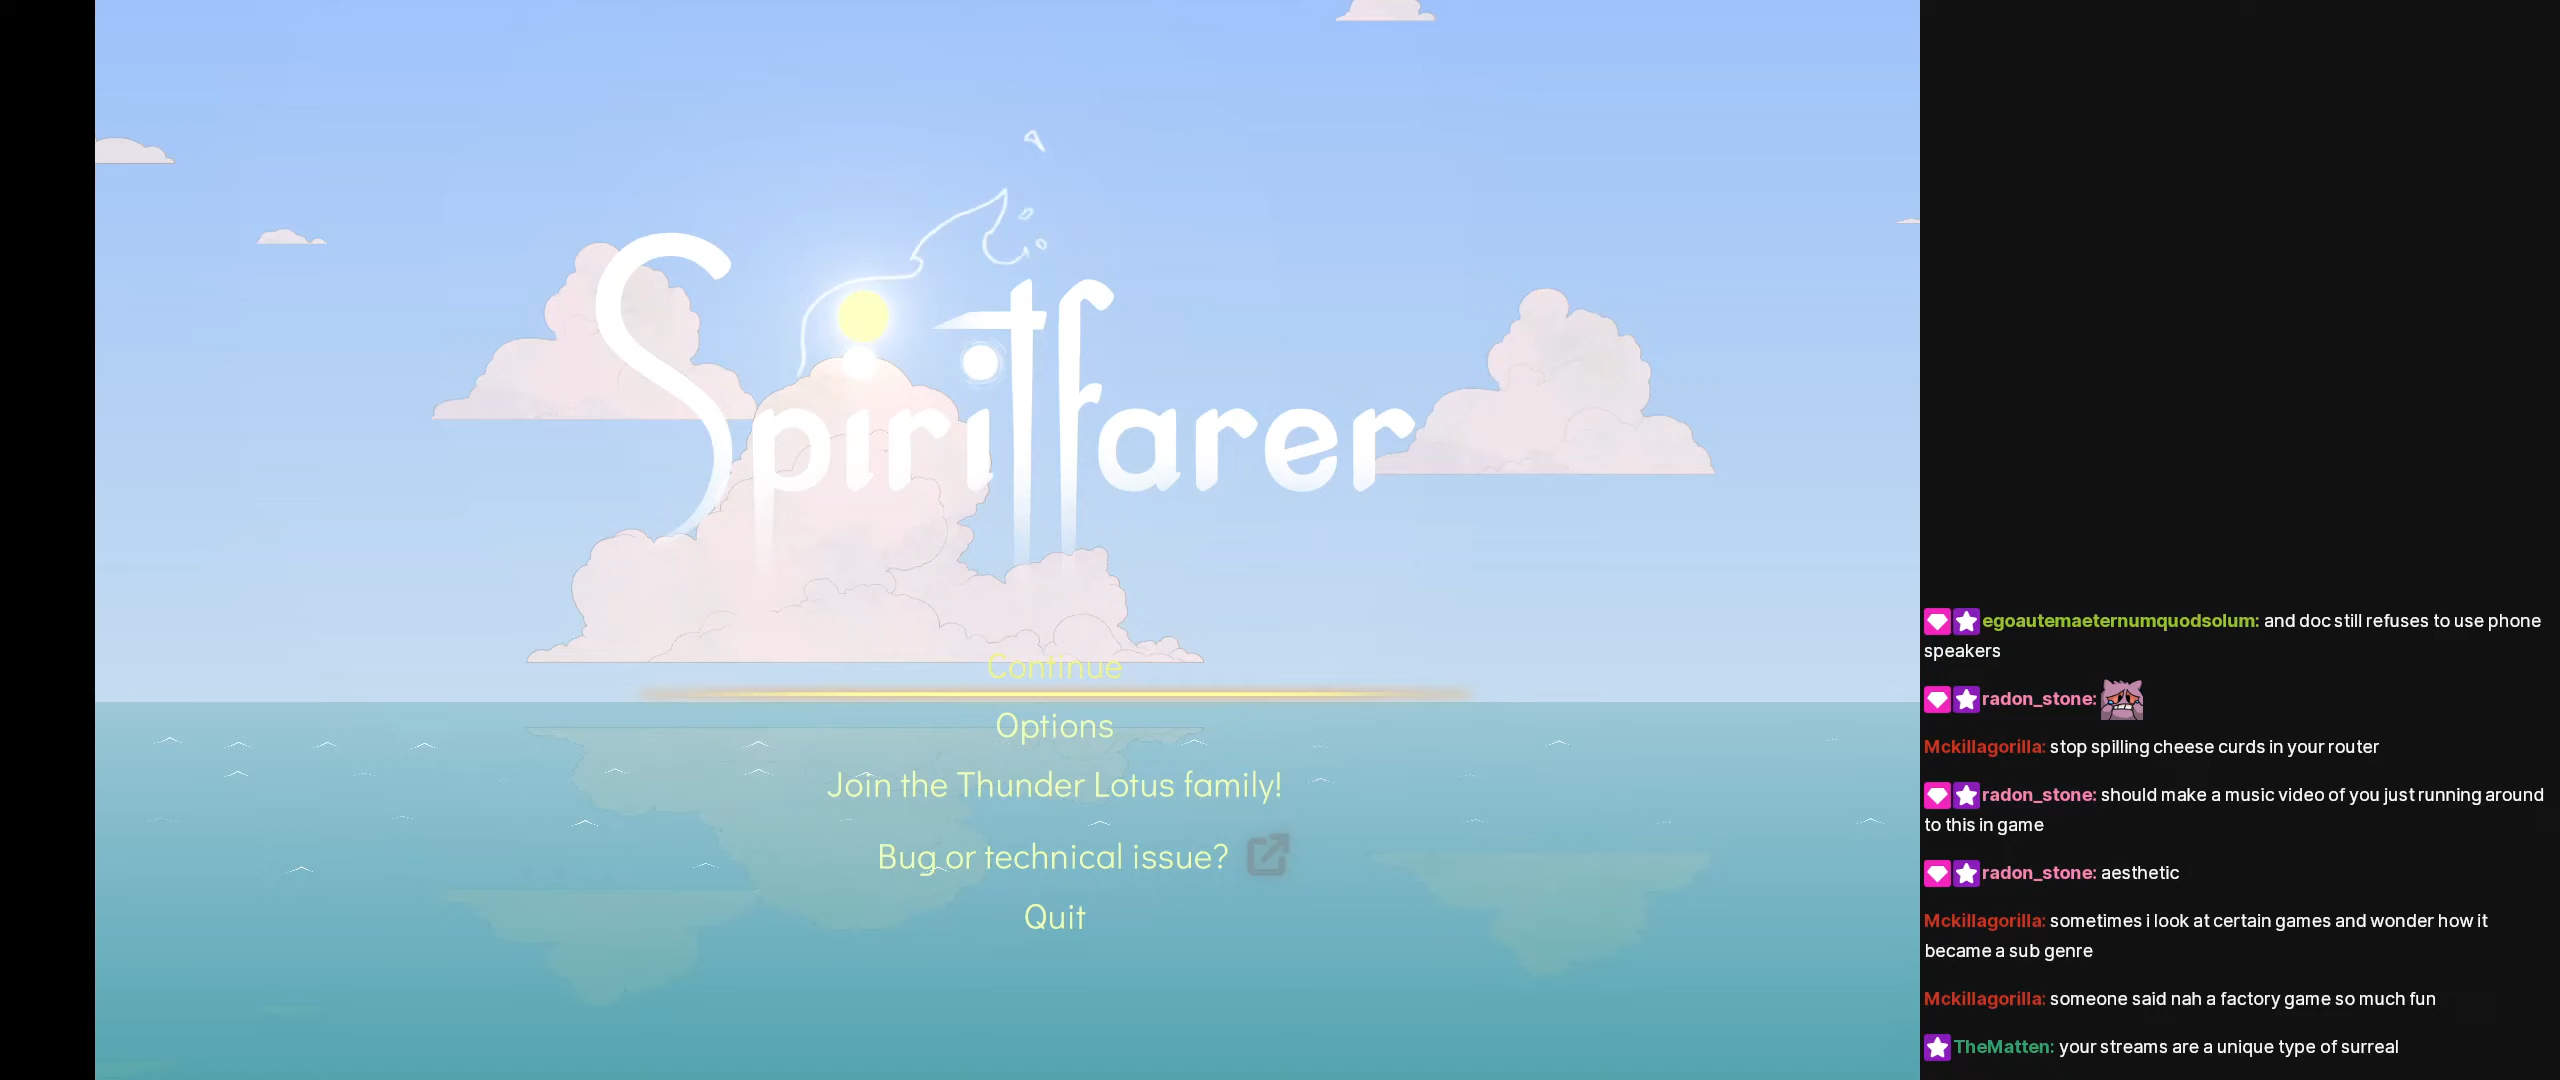 Spiritfarer
Continue
Options
Join the Thunder Lotus family!
Bug or technical issue?
Quit
egoautemaeternumquodsolum: and doc still refuses to use phone
speakers
radon_stone:
Mckillagorilla: stop spilling cheese curds in your router
radon_stone: should make a music video of you just running around
to this in game
radon_stone: aesthetic
Mckillagorilla: sometimes i look at certain games and wonder how it
became a sub genre
Mckillagorilla: someone said nah a factory game so much fun
TheMatten: your streams are a unique type of surreal